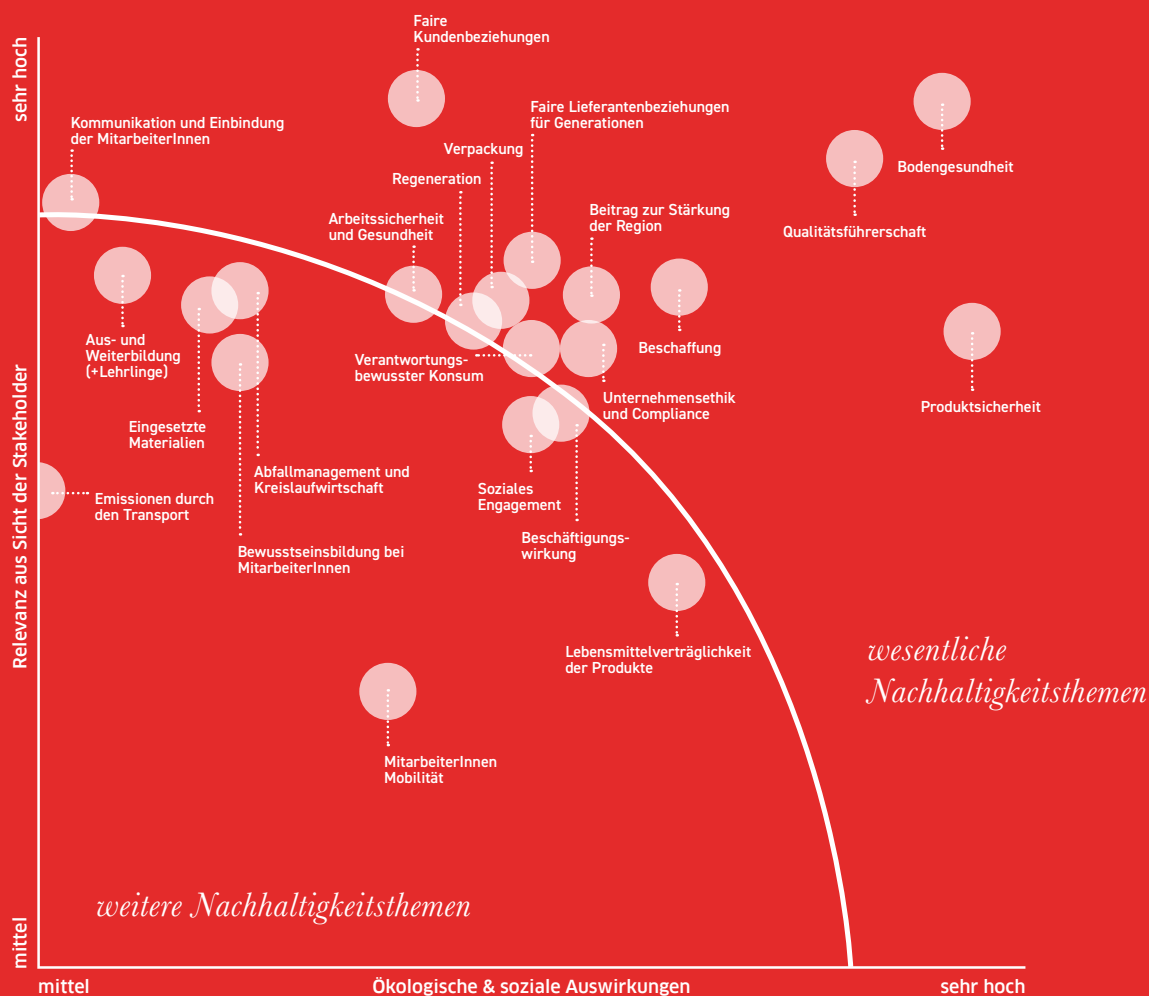 Faire
Kundenbeziehungen
sehr hoch
Kommunikation und Einbindung
der MitarbeiterInnen
Faire Lieferantenbeziehungen
für Generationen
Verpackung
Bodengesundheit
Regeneration
Arbeitssicherheit
und Gesundheit
Beitrag zur Stärkung
der Region
Qualitätsführerschaft
Aus- und
Weiterbildung
(+Lehrlinge)
Verantwortungs-
bewusster Konsum
Beschaffung
Unternehmensethik
und Compliance
Produktsicherheit
Eingesetzte
Materialien
Relevanz aus Sicht der Stakeholder
Abfallmanagement und
Kreislaufwirtschaft
Emissionen durch
den Transport
Soziales
Engagement
Beschäftigungs-
wirkung
Bewusstseinsbildung bei
MitarbeiterInnen
Lebensmittelverträglichkeit
der Produkte
wesentliche
Nachhaltigkeitsthemen
MitarbeiterInnen
Mobilität
weitere Nachhaltigkeitsthemen
mittel
mittel
Ökologische & soziale Auswirkungen
sehr hoch